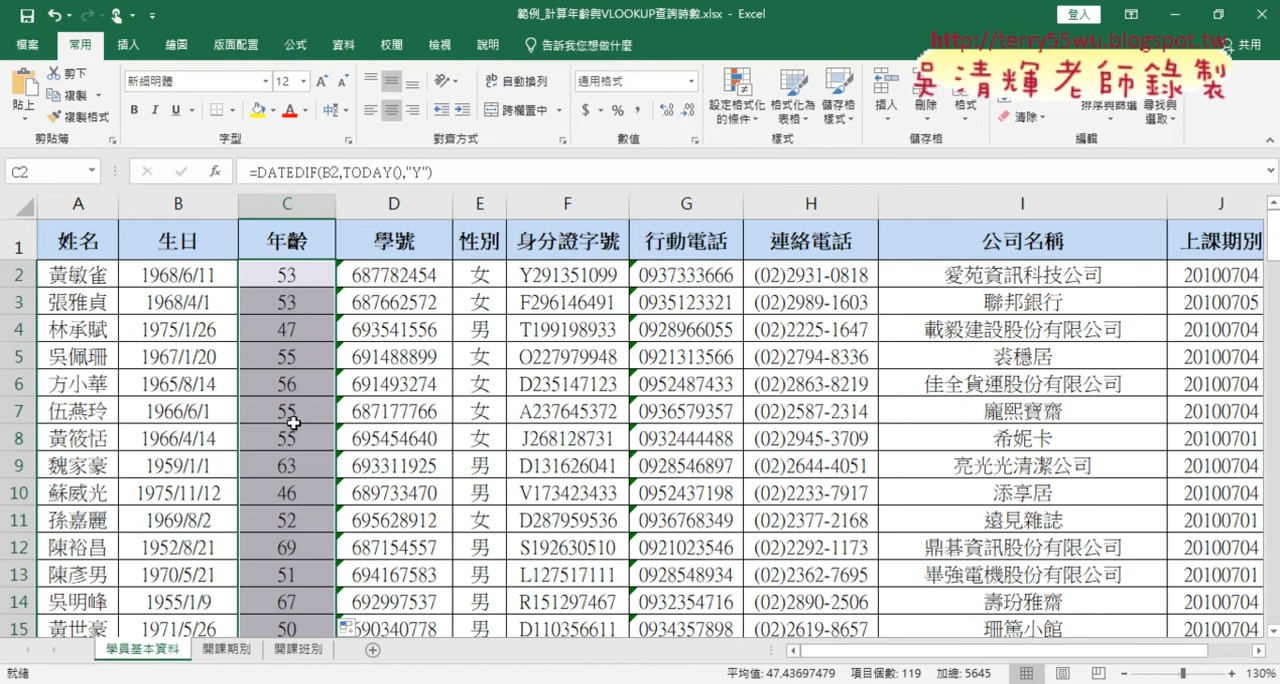 範例_計算年齡與VLOOKUP查詢時數.xlsx - Excel
登入
檔案 常用 插入 繪圖 版面配置 公式 資料 校閱 檢視 說明 告訴我您想做什麼 共用
http://terry55wu.blogspot.tw
吳清輝老師錄製
貼上 剪下 複製 複製格式 剪貼簿
新細明體 12 B I U 字型
自動換列 跨欄置中 對齊方式
通用格式 $ % 數值
設定格式化的條件 格式化為表格 儲存格樣式 樣式
插入 刪除 格式 儲存格
清除 排序與篩選 尋找與選取 編輯
C2 fx =DATEDIF(B2,TODAY(),"Y")
A B C D E F G H I J
1 姓名 生日 年齡 學號 性別 身分證字號 行動電話 連絡電話 公司名稱 上課期別
2 黃敏雀 1968/6/11 53 687782454 女 Y291351099 0937333666 (02)2931-0818 愛苑資訊科技公司 20100704
3 張雅貞 1968/4/1 53 687662572 女 F296146491 0935123321 (02)2989-1603 聯邦銀行 20100705
4 林承賦 1975/1/26 47 693541556 男 T199198933 0928966055 (02)2225-1647 載毅建設股份有限公司 20100704
5 吳佩珊 1967/1/20 55 691488899 女 O227979948 0921313566 (02)2794-8336 裘穩居 20100704
6 方小華 1965/8/14 56 691493274 女 D235147123 0952487433 (02)2863-8219 佳全貨運股份有限公司 20100704
7 伍燕玲 1966/6/1 55 687177766 女 A237645372 0936579357 (02)2587-2314 龐熙寶齋 20100704
8 黃筱恬 1966/4/14 55 695454640 女 J268128731 0932444488 (02)2945-3709 希妮卡 20100701
9 魏家豪 1959/1/1 63 693311925 男 D131626041 0928546897 (02)2644-4051 亮光光清潔公司 20100704
10 蘇威光 1975/11/12 46 689733470 男 V173423433 0952437198 (02)2233-7917 添享居 20100704
11 孫嘉麗 1969/8/2 52 695628912 女 D287959536 0936768349 (02)2377-2168 遠見雜誌 20100701
12 陳裕昌 1952/8/21 69 687154557 男 S192630510 0921023546 (02)2292-1173 鼎碁資訊股份有限公司 20100704
13 陳彥男 1970/5/21 51 694167583 男 L127517111 0928548934 (02)2362-7695 畢強電機股份有限公司 20100701
14 吳明峰 1955/1/9 67 692997537 男 R151297467 0932354716 (02)2890-2506 壽玢雅齋 20100704
15 黃世豪 1971/5/26 50 690340778 男 D110356611 0934357898 (02)2619-8657 珊篤小館 20100704
學員基本資料 開課期別 開課班別
就緒 平均值: 47.43697479 項目個數: 119 加總: 5645 130%